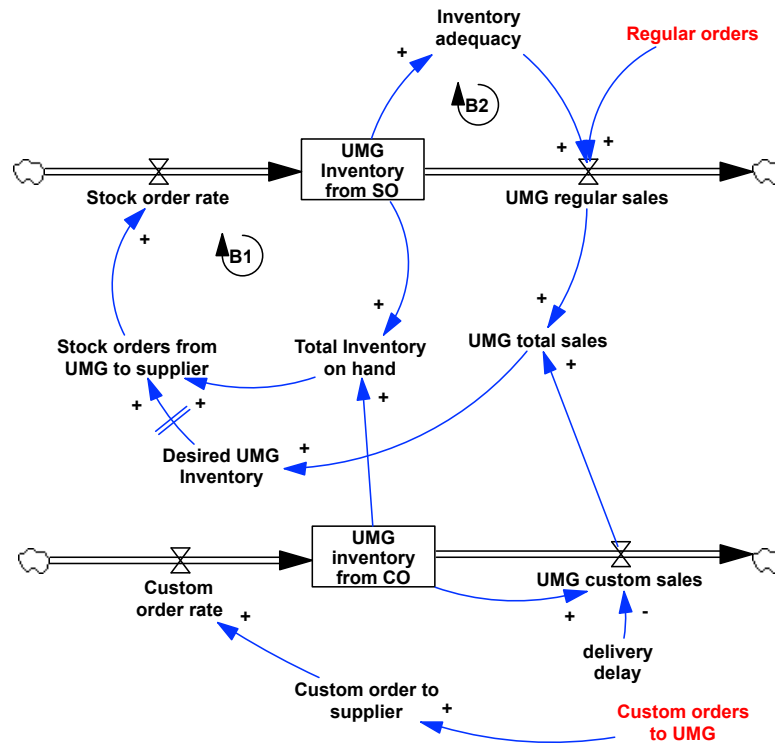 Inventory
adequacy
Regular orders
+
B2
+
+
UMG
Inventory
from SO
Stock order rate
UMG regular sales
+
B1
+
+
Stock orders from
UMG to supplier
Total Inventory
on hand
UMG total sales
+
+
+
+
+
Desired UMG
Inventory
UMG
inventory
from CO
Custom
order rate
UMG custom sales
+
+
-
delivery
delay
Custom order to
supplier
+
Custom orders
to UMG